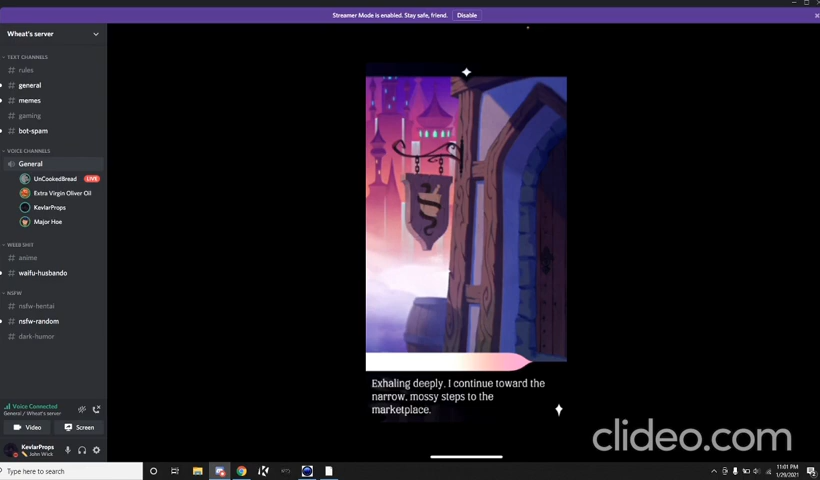 Streamer Mode is enabled. Stay safe, friend. Disable
Wheat's server
TEXT CHANNELS
# rules
# general
# memes
# gaming
# bot-spam
VOICE CHANNELS
General
UnCookedBread LIVE
Extra Virgin Oliver Oil
KevlarProps
Major Hoe
WEEB SHIT
# anime
# waifu-husbando
NSFW
# nsfw-hentai
# nsfw-random
# dark-humor
Exhaling deeply, I continue toward the
narrow, mossy steps to the
marketplace.
clideo.com
Voice Connected
General / Wheat's server
Video
Screen
KevlarProps
John Wick
Type here to search
11:01 PM
1/29/2021